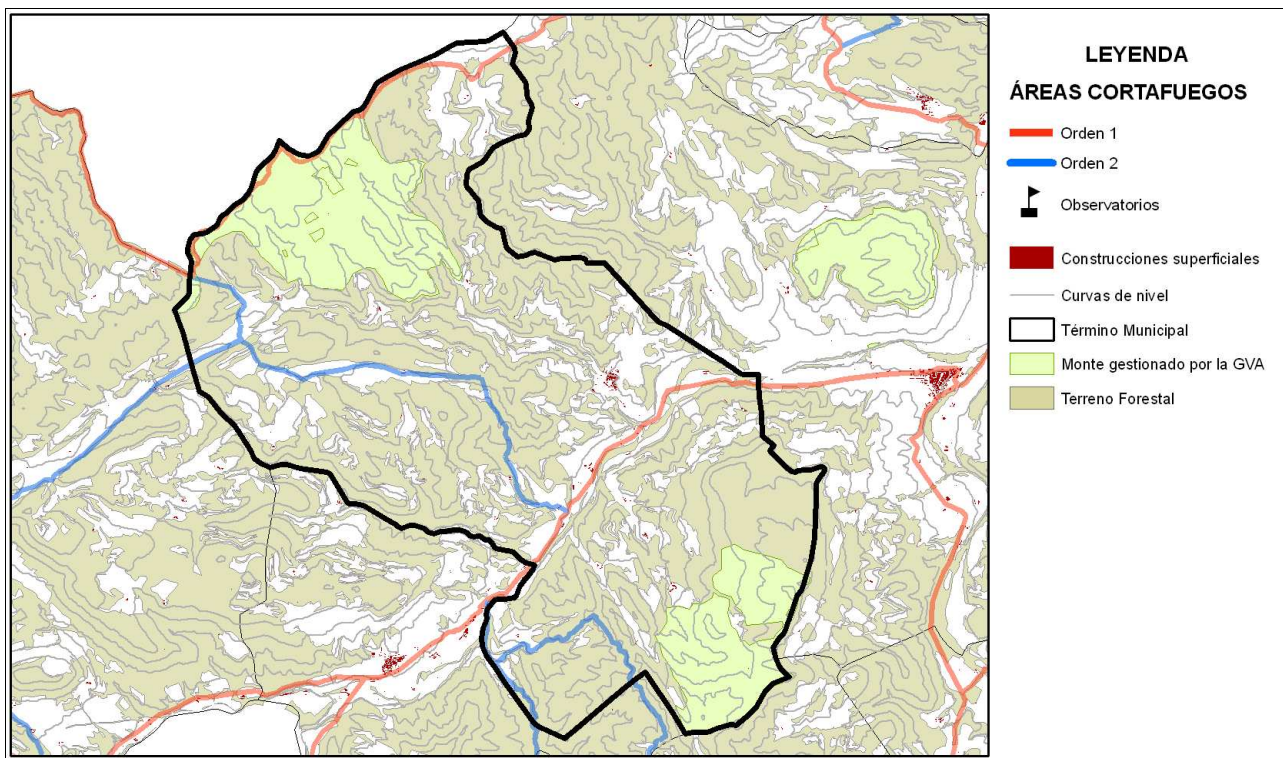 LEYENDA
ÁREAS CORTAFUEGOS
Orden 1
Orden 2
Observatorios
Construcciones superficiales
Curvas de nivel
Término Municipal
Monte gestionado por la GVA
Terreno Forestal